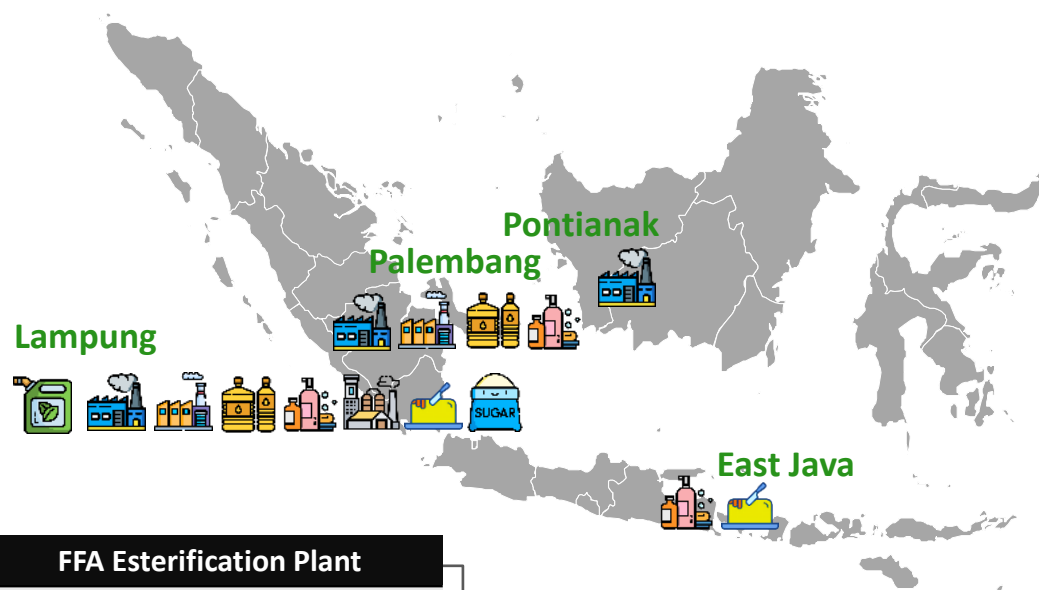 Pontianak
Palembang
Lampung
SUGAR
East Java
FFA Esterification Plant